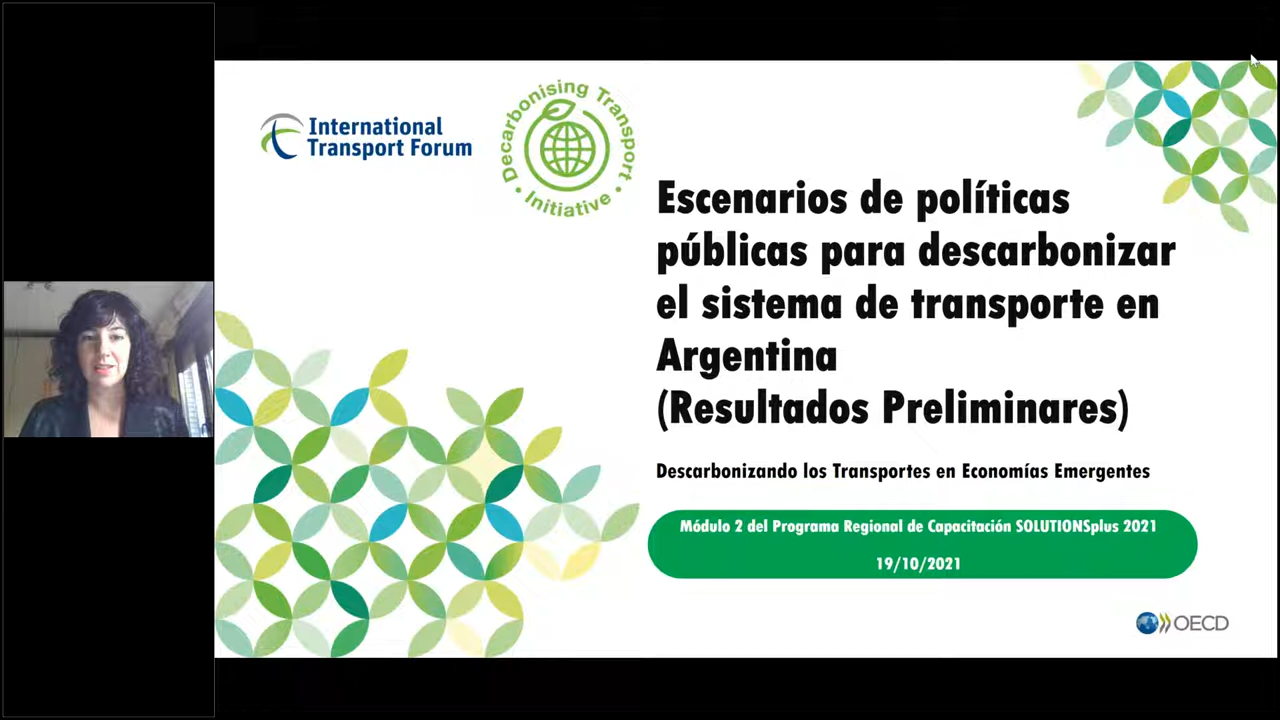 International
Transport Forum
Decarbonising Transport
Initiative
Escenarios de políticas
públicas para descarbonizar
el sistema de transporte en
Argentina
(Resultados Preliminares)
Descarbonizando los Transportes en Economías Emergentes
Módulo 2 del Programa Regional de Capacitación SOLUTIONSplus 2021
19/10/2021
OECD